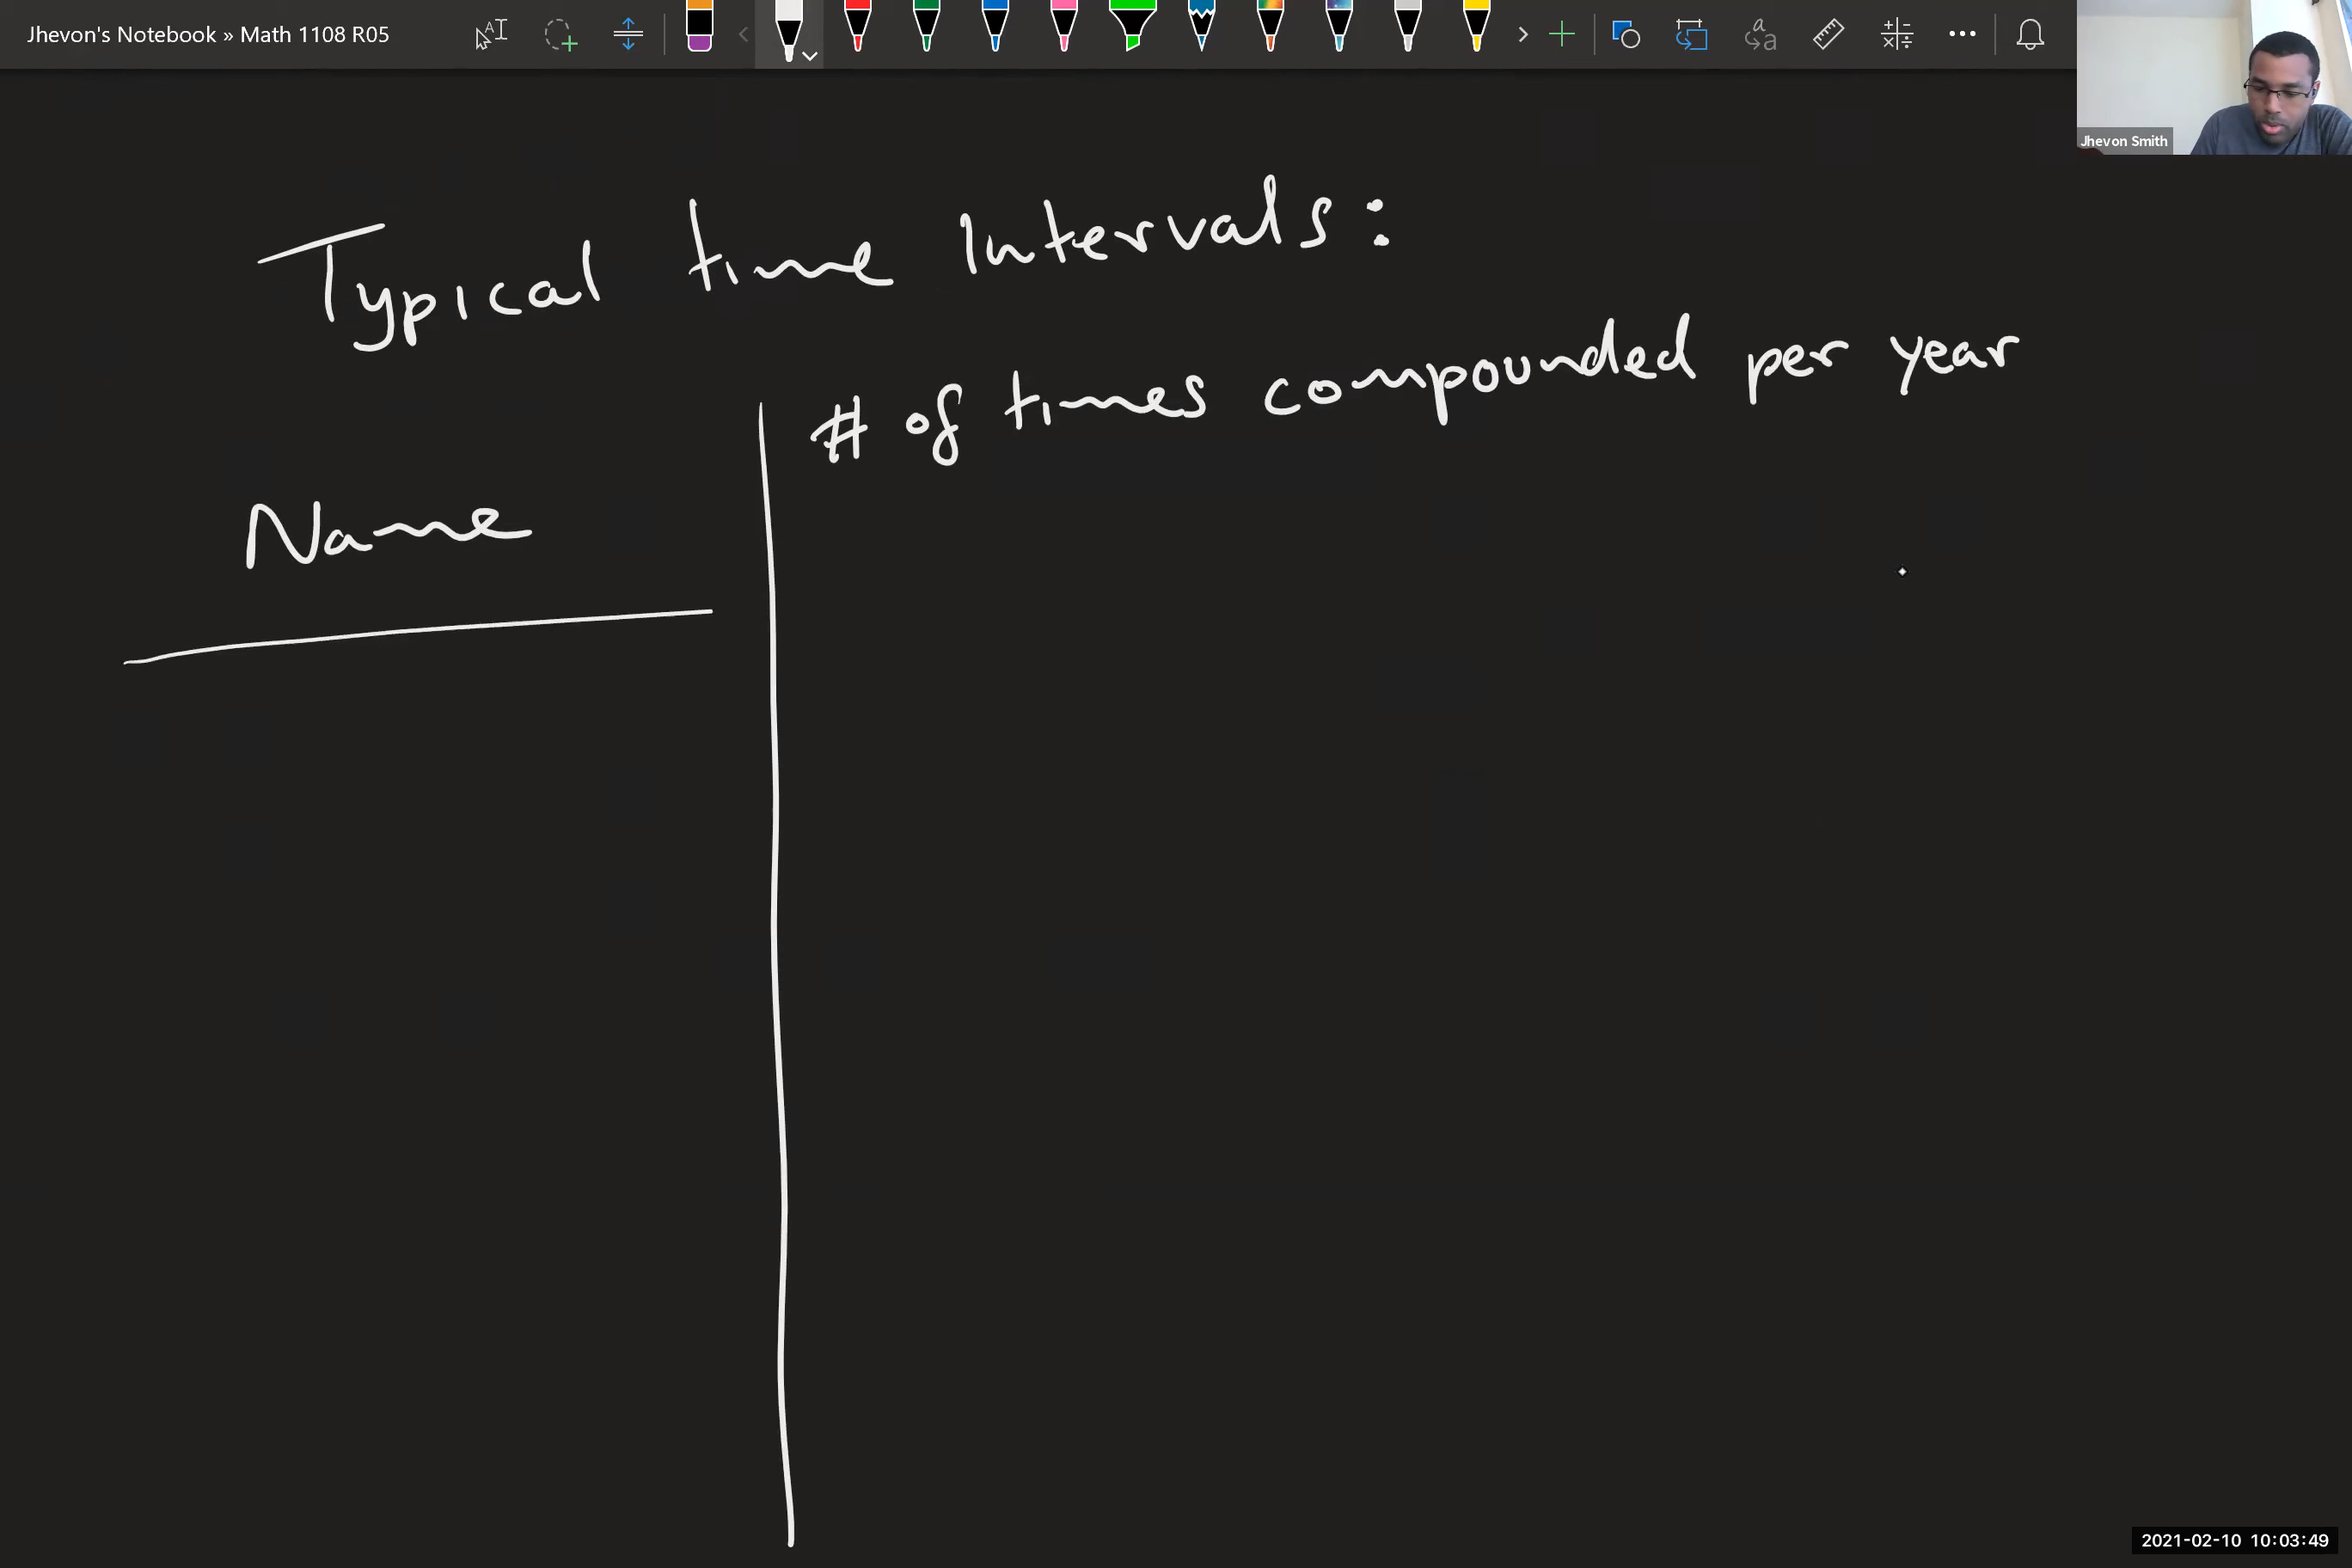 Jhevon's Notebook » Math 1108 R05
Jhevon Smith
Typical time Intervals:
# of times compounded per year
Name
2021-02-10 10:03:49